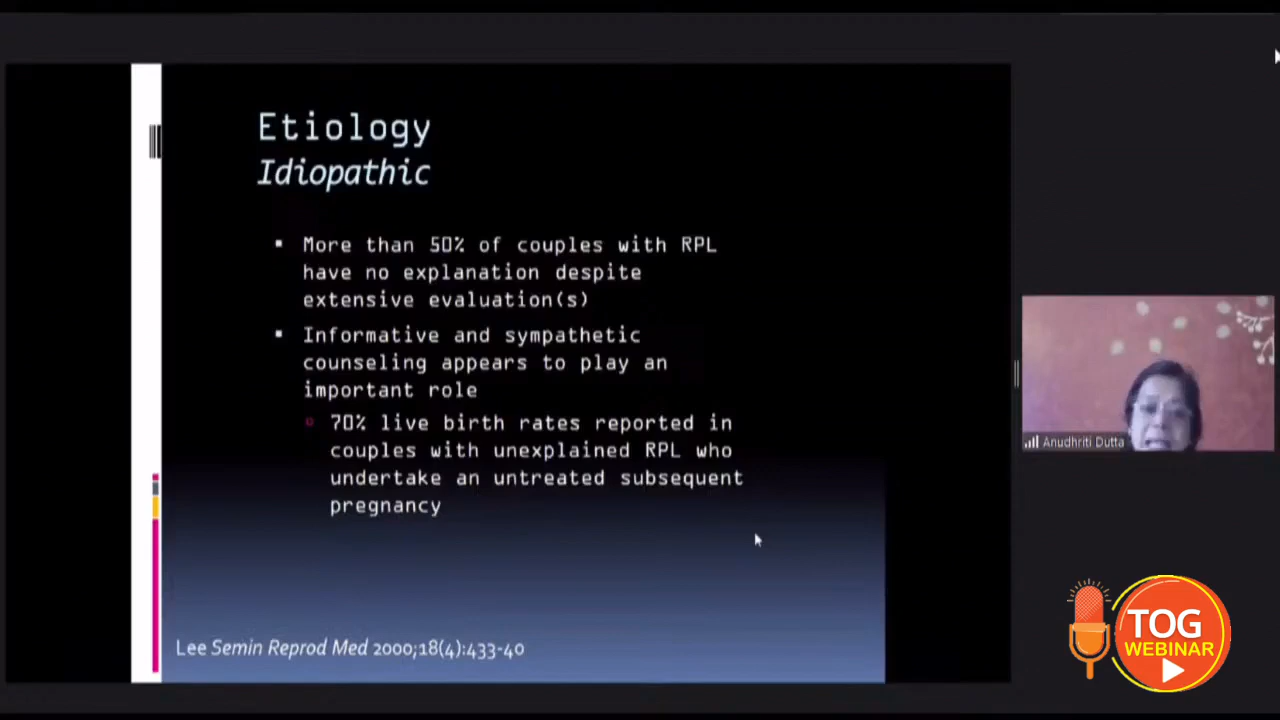 Etiology
Idiopathic
▪ More than 50% of couples with RPL
have no explanation despite
extensive evaluation(s)
▪ Informative and sympathetic
counseling appears to play an
important role
o 70% live birth rates reported in
couples with unexplained RPL who
undertake an untreated subsequent
pregnancy
Lee Semin Reprod Med 2000;18(4):433-40
Anudhriti Dutta
TOG
WEBINAR